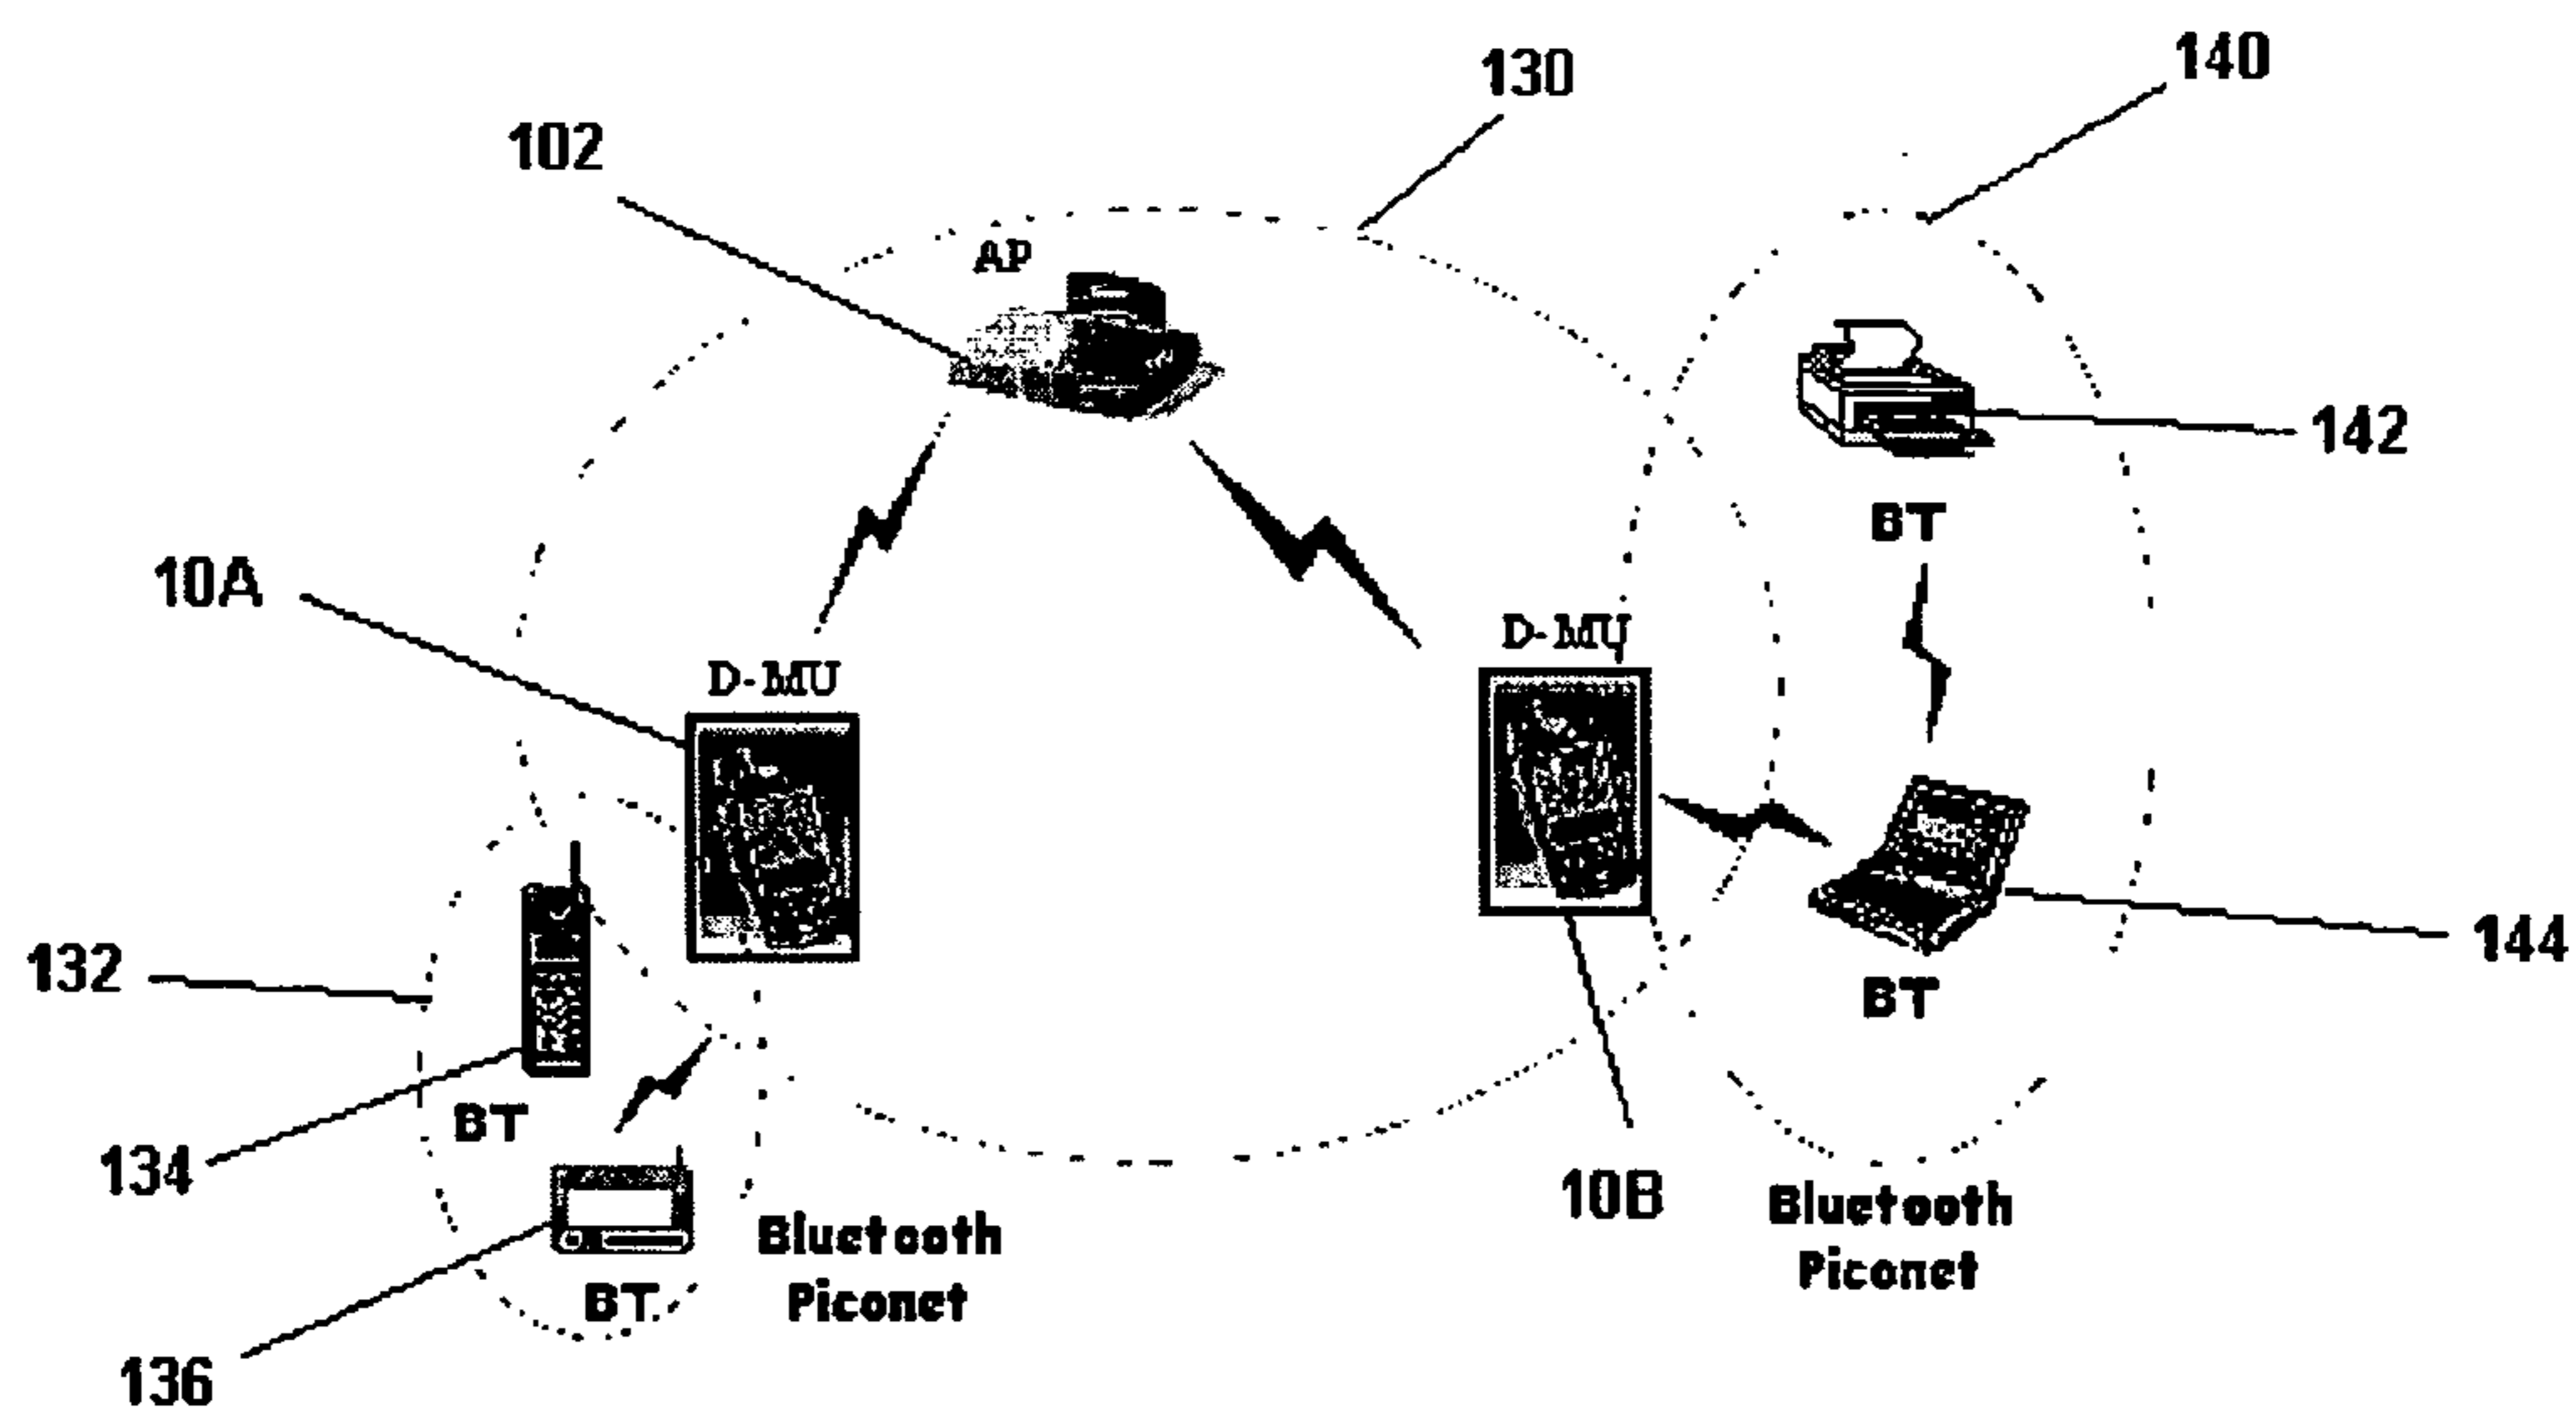 140
130
102
AP
142
BT
10A
D-MU
D-MU
132
144
BT
BT
134
10B
Bluetooth
Piconet
Bluetooth
Piconet
BT
136